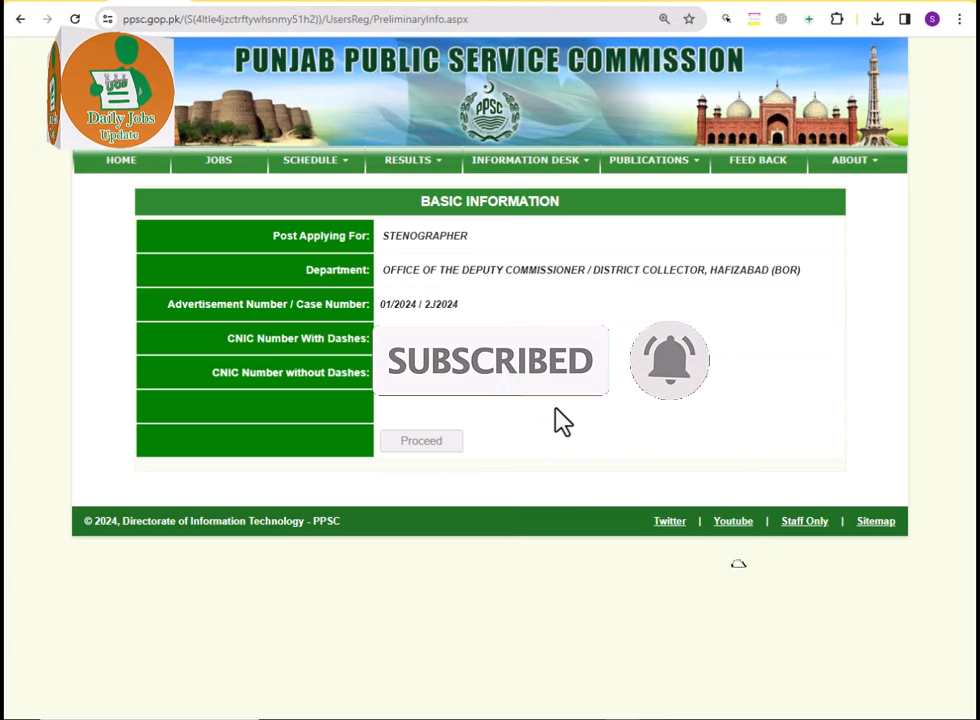 ppsc.gop.pk/(S(4ltle4jzctrftywhsnmy51h2))/UsersReg/PreliminaryInfo.aspx
S
PUNJAB PUBLIC SERVICE COMMISSION
JOB
Daily Jobs
Update
PPSC
HOME JOBS SCHEDULE RESULTS INFORMATION DESK PUBLICATIONS FEED BACK ABOUT
BASIC INFORMATION
Post Applying For: STENOGRAPHER
Department: OFFICE OF THE DEPUTY COMMISSIONER / DISTRICT COLLECTOR, HAFIZABAD (BOR)
Advertisement Number / Case Number: 01/2024 / 2J2024
CNIC Number With Dashes:
SUBSCRIBED
CNIC Number without Dashes:
Proceed
© 2024, Directorate of Information Technology - PPSC Twitter | Youtube | Staff Only | Sitemap